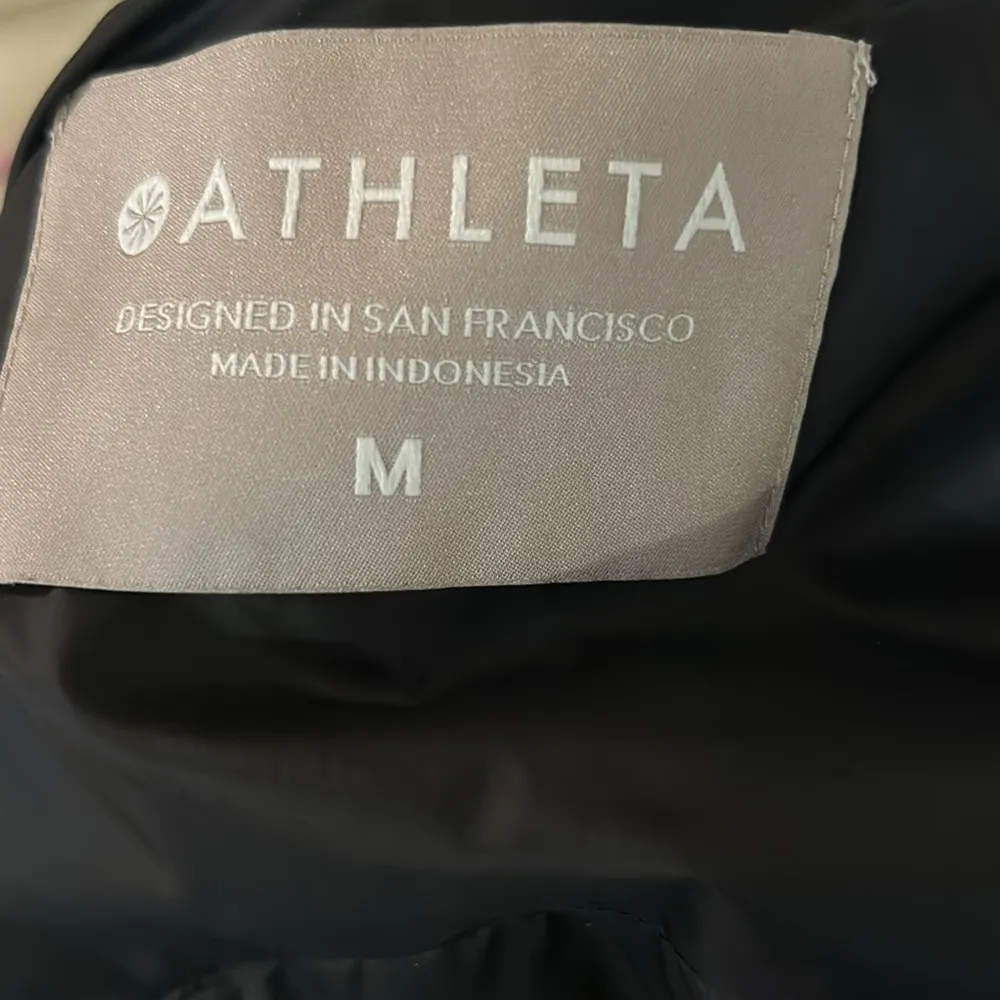 ATHLETA
DESIGNED IN SAN FRANCISCO
MADE IN INDONESIA
M